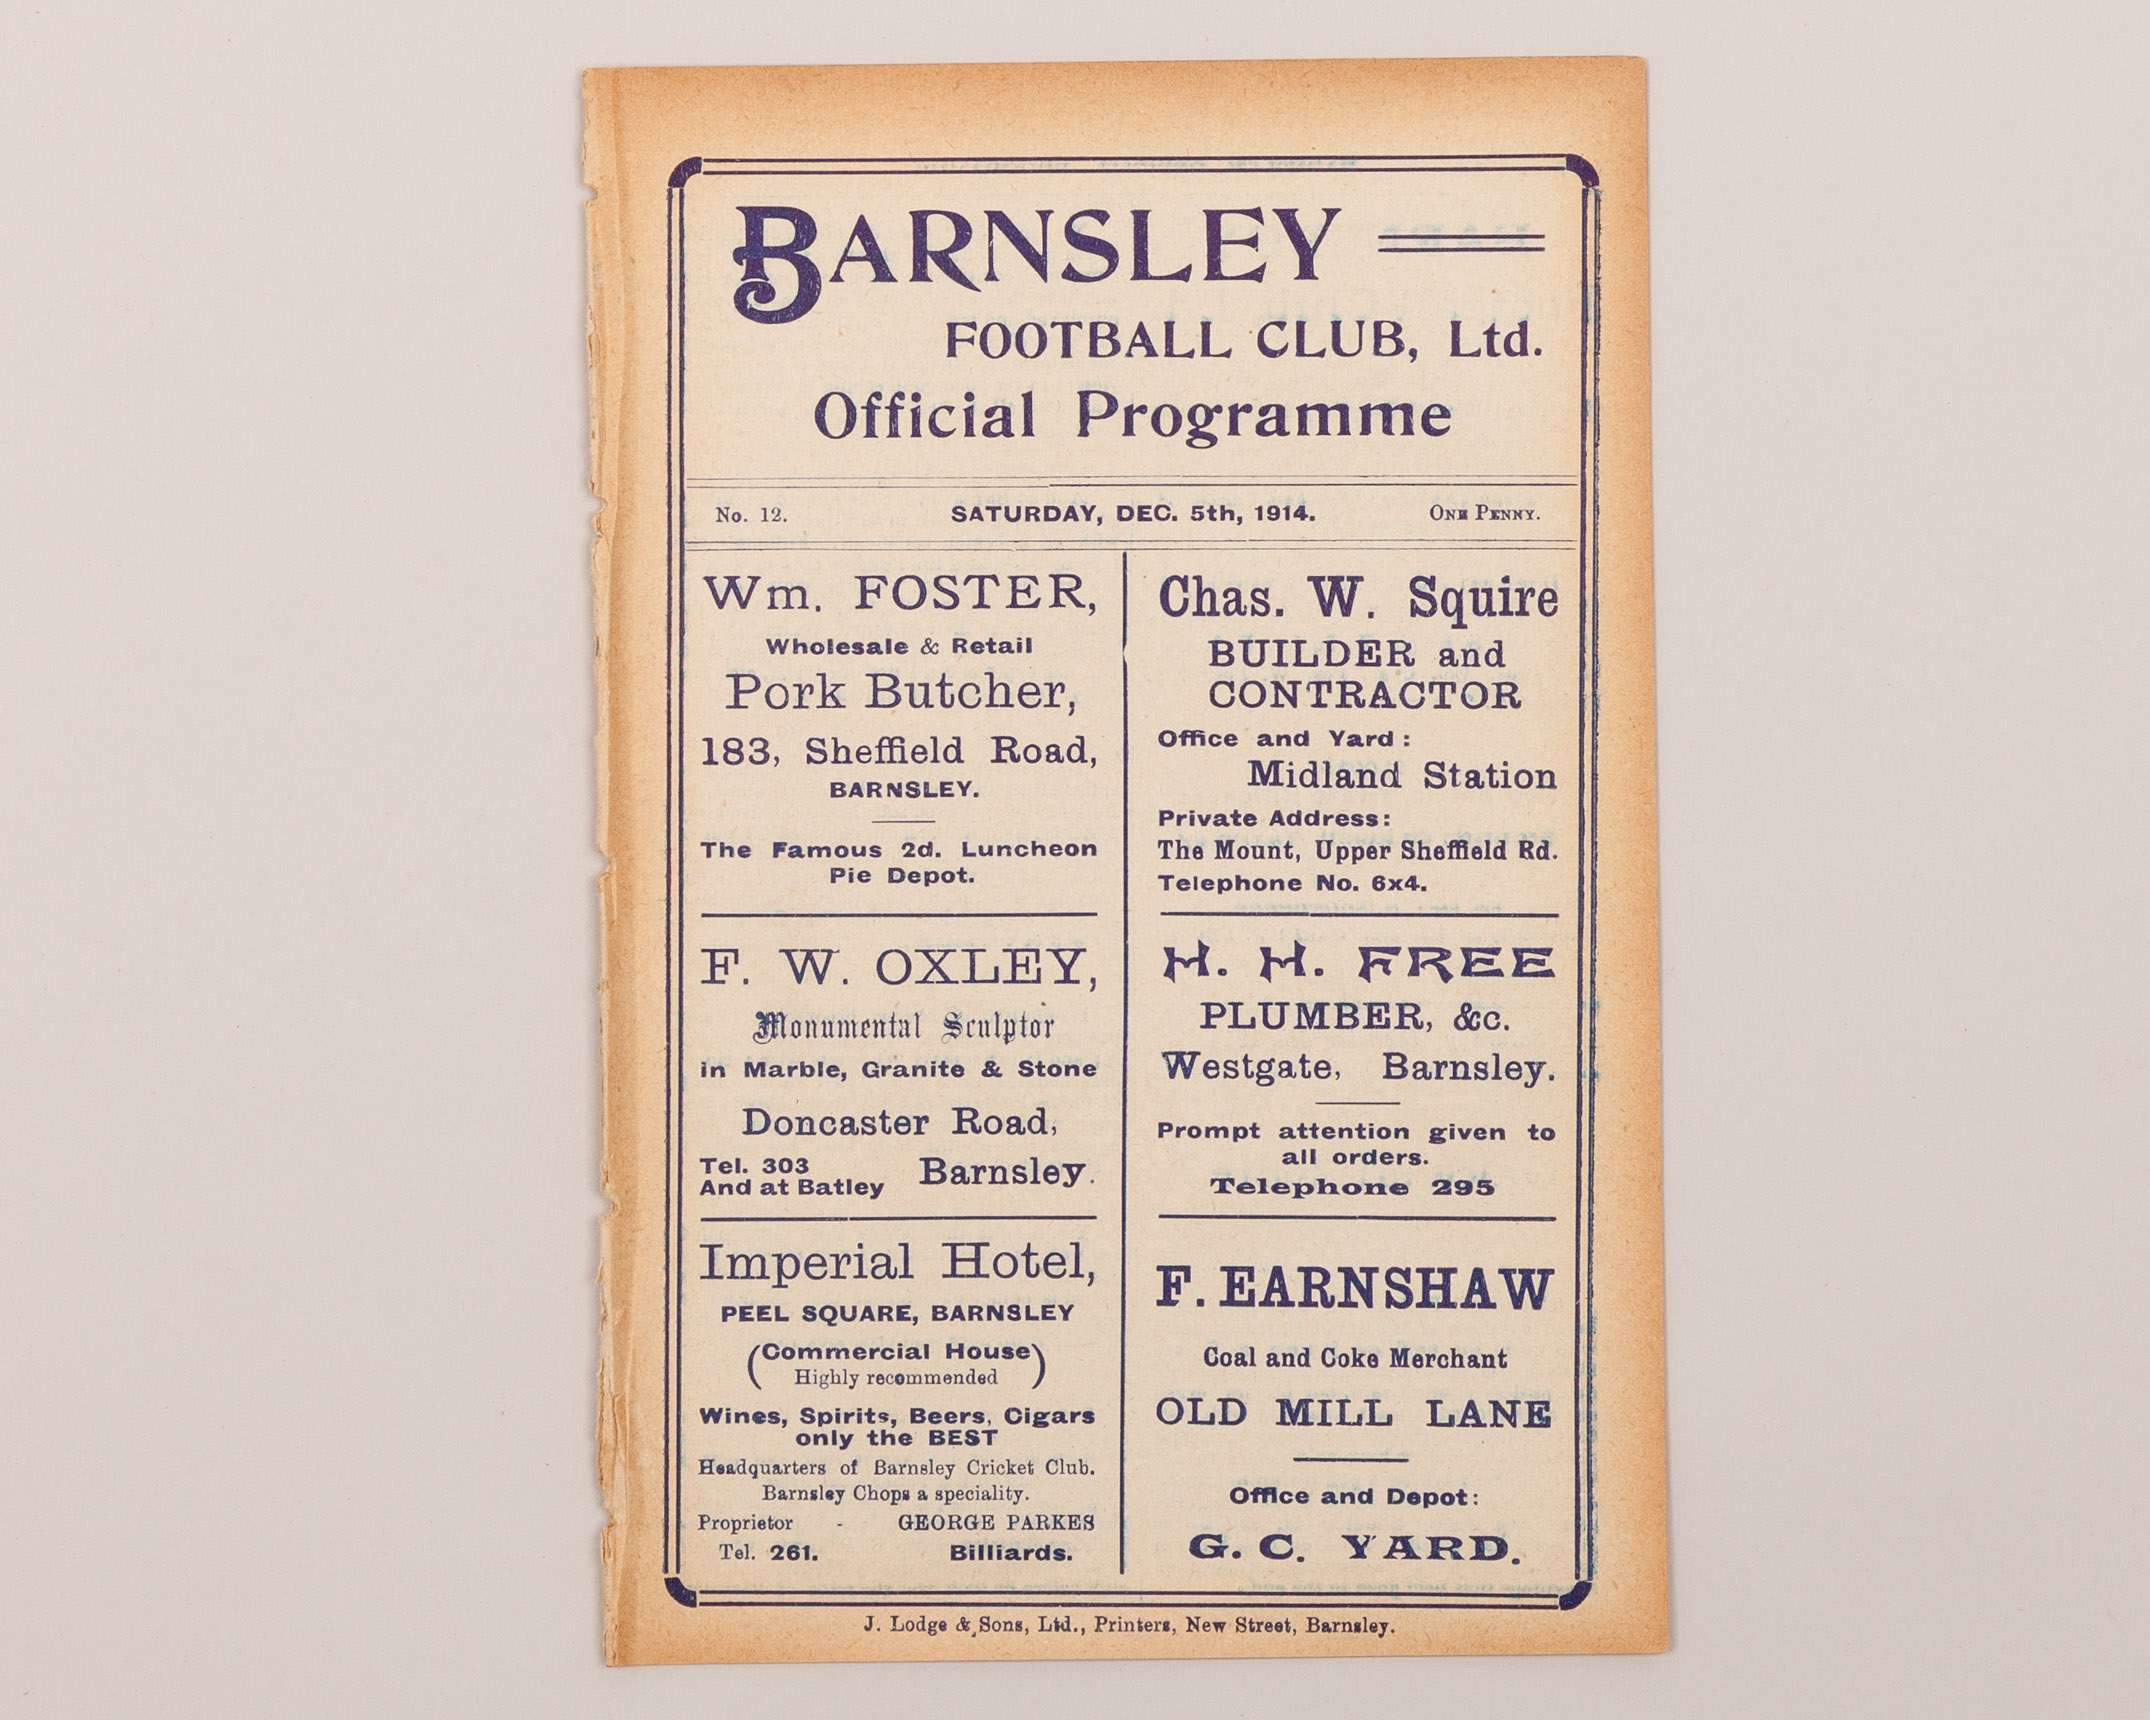 BARNSLEY
FOOTBALL CLUB, Ltd.
Official Programme
No. 12. SATURDAY, DEC. 5th, 1914. ONE PENNY.
Wm. FOSTER,
Wholesale & Retail
Pork Butcher,
183, Sheffield Road,
BARNSLEY.
The Famous 2d. Luncheon
Pie Depot.
F. W. OXLEY,
Monumental Sculptor
in Marble, Granite & Stone
Doncaster Road,
Tel. 303
And at Batley Barnsley.
Imperial Hotel,
PEEL SQUARE, BARNSLEY
(Commercial House
Highly recommended)
Wines, Spirits, Beers, Cigars
only the BEST
Headquarters of Barnsley Cricket Club.
Barnsley Chops a speciality.
Proprietor - GEORGE PARKES
Tel. 261. Billiards.
Chas. W. Squire
BUILDER and
CONTRACTOR
Office and Yard:
Midland Station
Private Address:
The Mount, Upper Sheffield Rd.
Telephone No. 6x4.
H. H. FREE
PLUMBER, &c.
Westgate, Barnsley.
Prompt attention given to
all orders.
Telephone 295
F. EARNSHAW
Coal and Coke Merchant
OLD MILL LANE
Office and Depot:
G. C. YARD.
J. Lodge & Sons, Ltd., Printers, New Street, Barnsley.